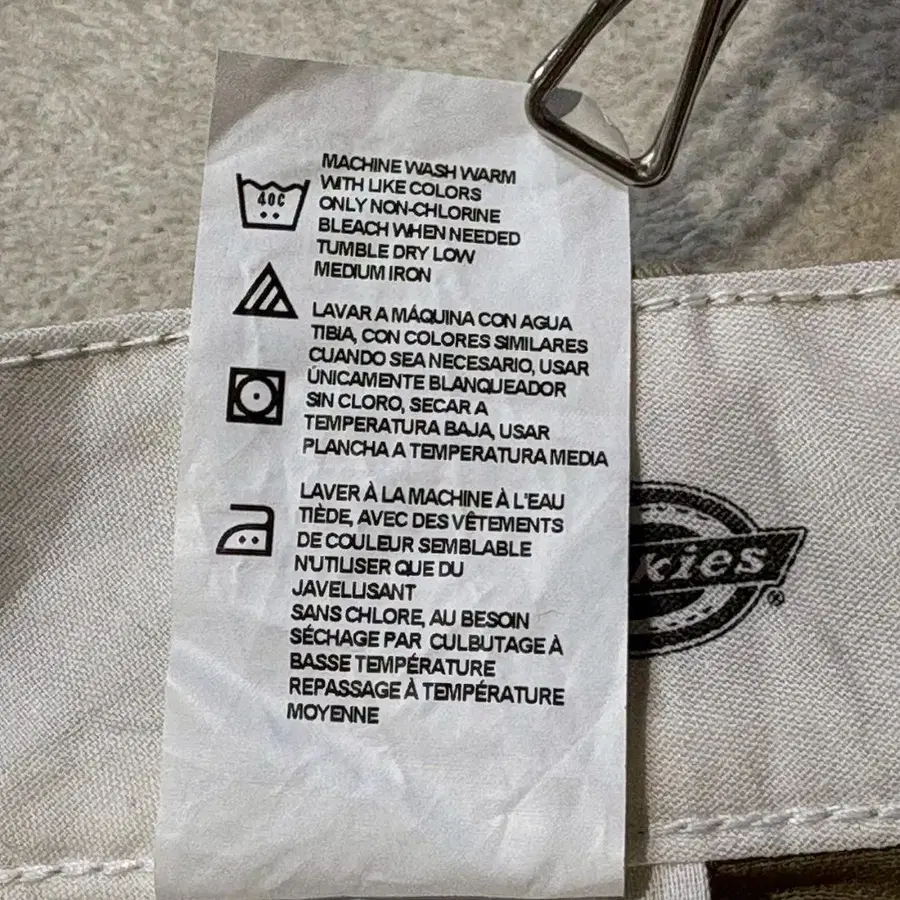 40C
MACHINE WASH WARM
WITH LIKE COLORS
ONLY NON-CHLORINE
BLEACH WHEN NEEDED
TUMBLE DRY LOW
MEDIUM IRON
LAVAR A MÁQUINA CON AGUA
TIBIA, CON COLORES SIMILARES
CUANDO SEA NECESARIO, USAR
ÚNICAMENTE BLANQUEADOR
SIN CLORO, SECAR A
TEMPERATURA BAJA, USAR
PLANCHA A TEMPERATURA MEDIA
LAVER À LA MACHINE À L'EAU
TIÈDE, AVEC DES VÊTEMENTS
DE COULEUR SEMBLABLE
N'UTILISER QUE DU
JAVELLISANT
SANS CHLORE, AU BESOIN
SÉCHAGE PAR CULBUTAGE À
BASSE TEMPÉRATURE
REPASSAGE À TEMPÉRATURE
MOYENNE
kies®